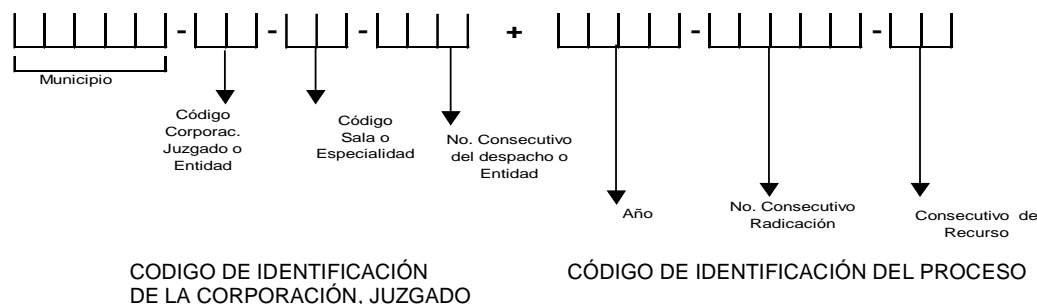 - - - + - -
Municipio
Código
Corporac.
Juzgado o
Entidad
Código
Sala o
Especialidad
No. Consecutivo
del despacho o
Entidad
Año
No. Consecutivo
Radicación
Consecutivo de
Recurso
CODIGO DE IDENTIFICACIÓN
DE LA CORPORACIÓN, JUZGADO
CÓDIGO DE IDENTIFICACIÓN DEL PROCESO